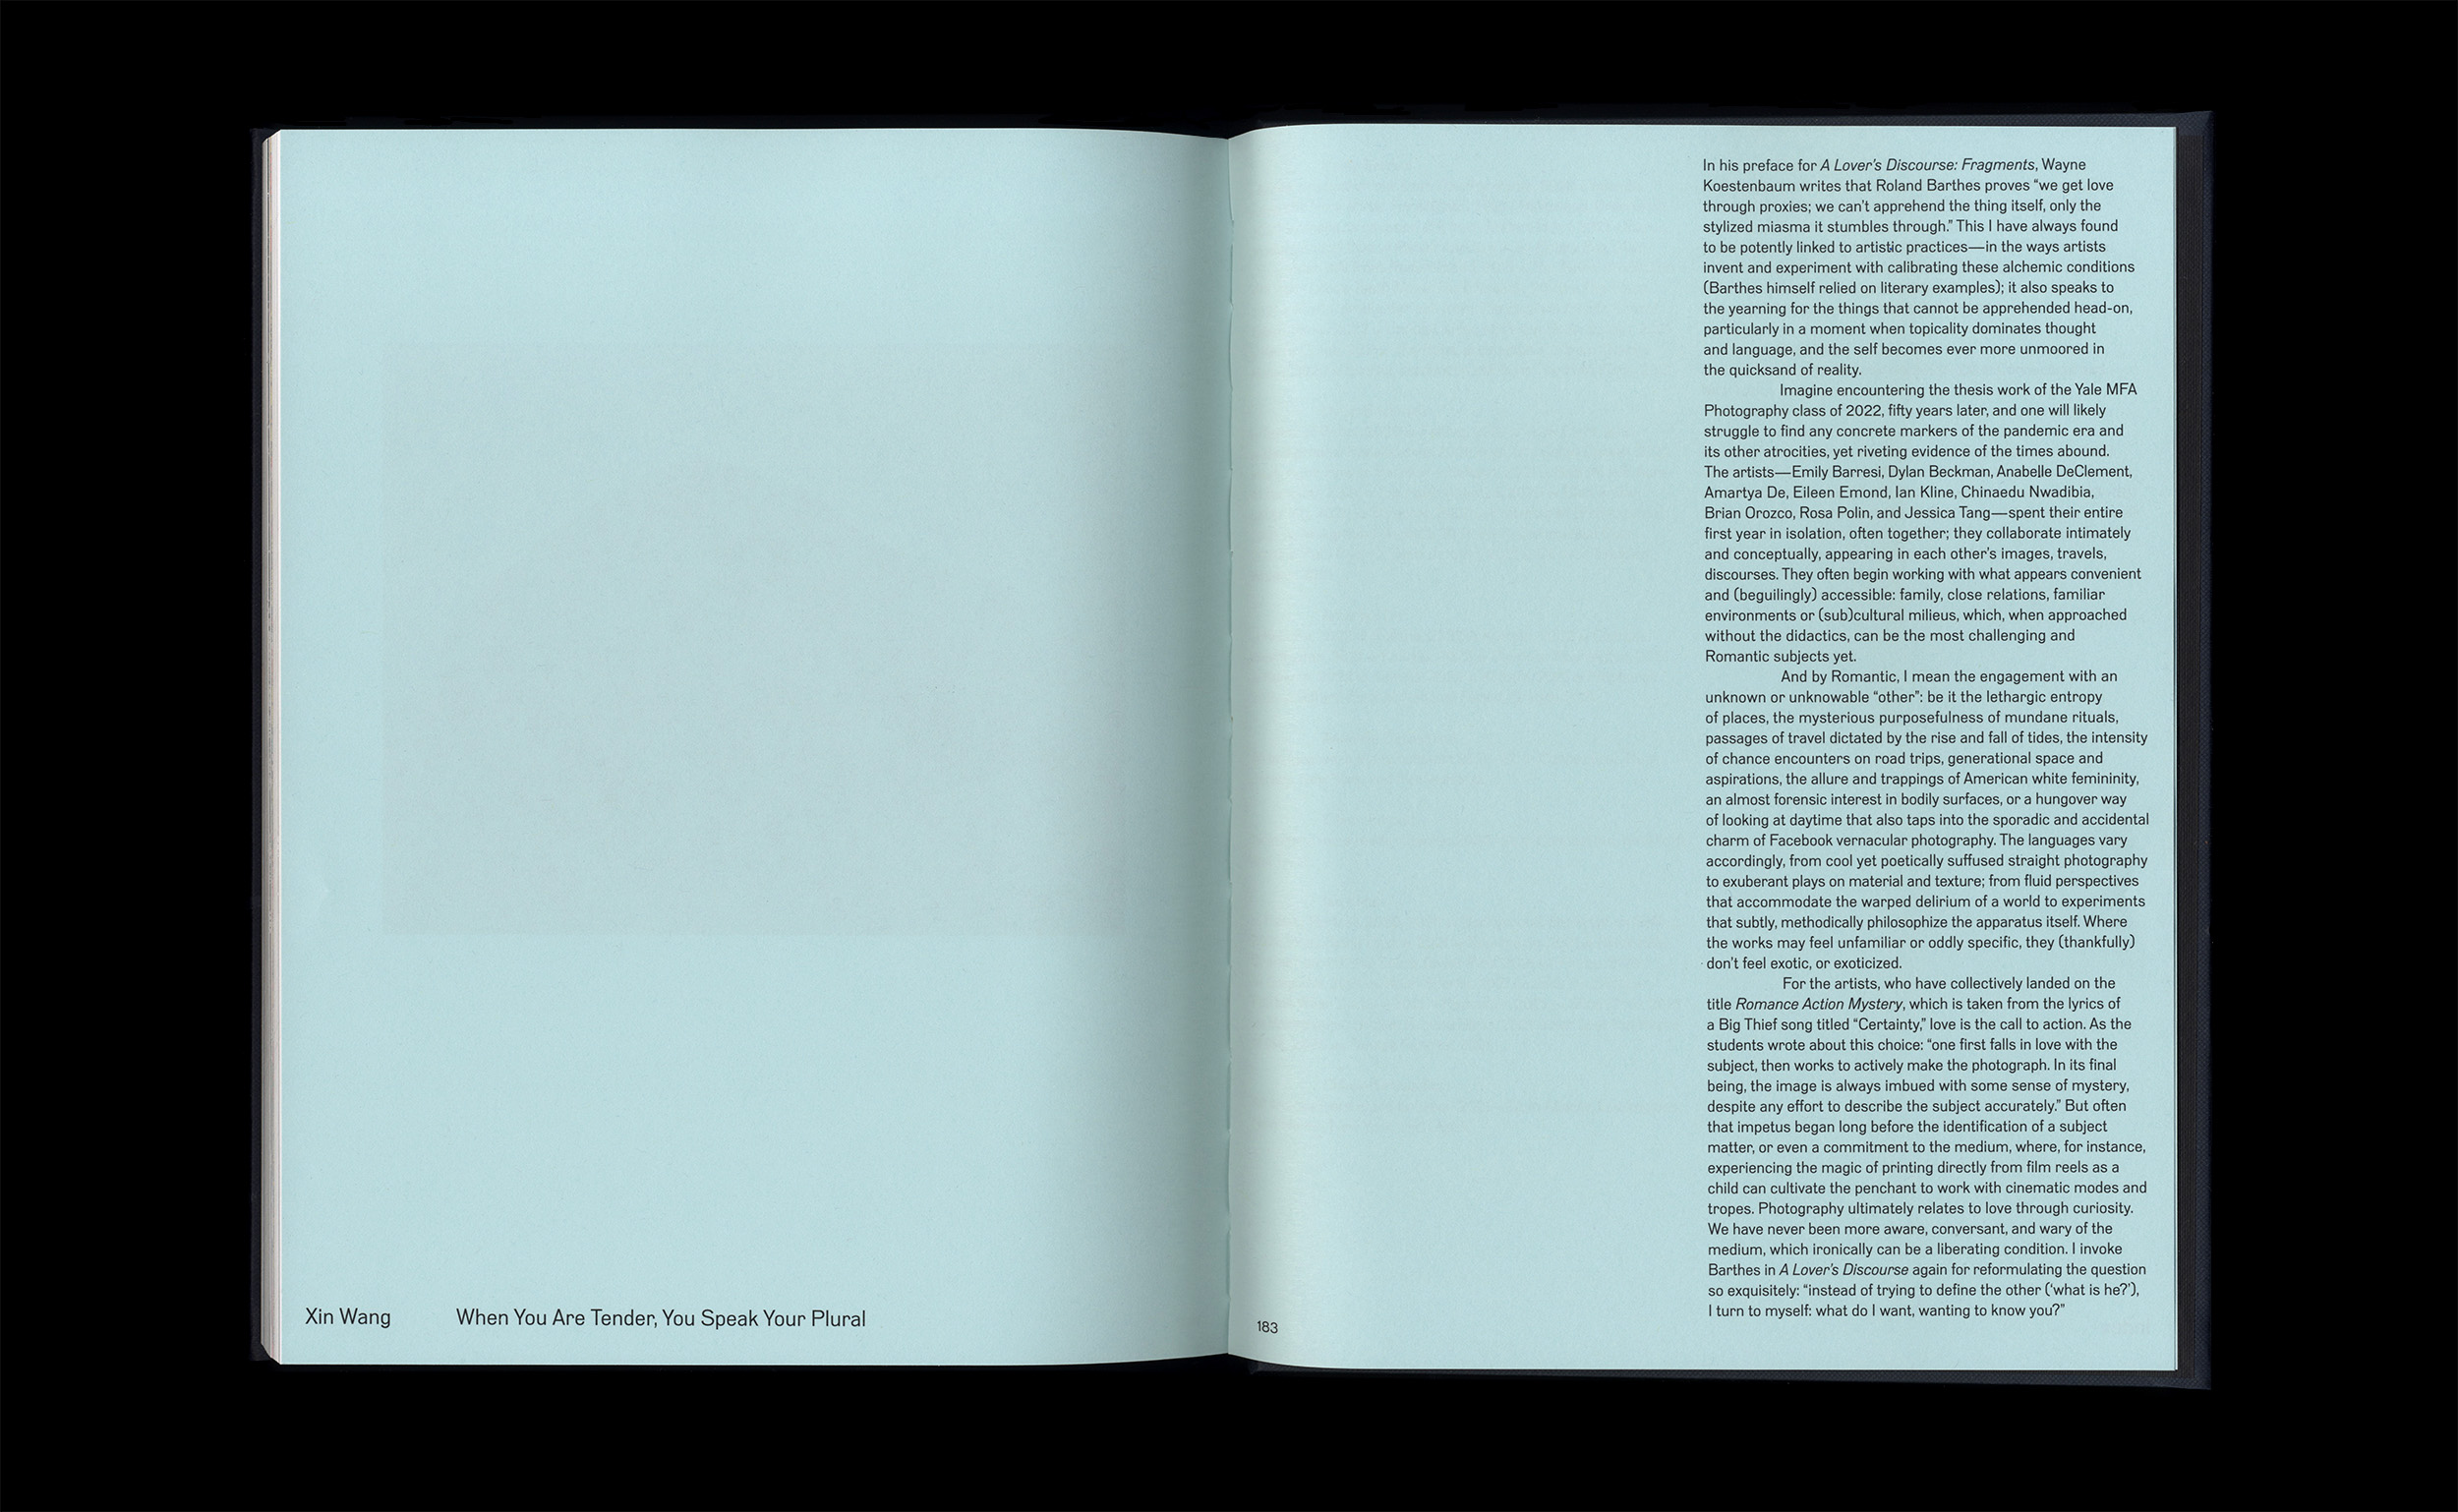 Xin Wang
When You Are Tender, You Speak Your Plural
183
In his preface for A Lover's Discourse: Fragments, Wayne
Koestenbaum writes that Roland Barthes proves “we get love
through proxies; we can't apprehend the thing itself, only the
stylized miasma it stumbles through.” This I have always found
to be potently linked to artistic practices—in the ways artists
invent and experiment with calibrating these alchemic conditions
(Barthes himself relied on literary examples); it also speaks to
the yearning for the things that cannot be apprehended head-on,
particularly in a moment when topicality dominates thought
and language, and the self becomes ever more unmoored in
the quicksand of reality.
Imagine encountering the thesis work of the Yale MFA
Photography class of 2022, fifty years later, and one will likely
struggle to find any concrete markers of the pandemic era and
its other atrocities, yet riveting evidence of the times abound.
The artists—Emily Barresi, Dylan Beckman, Anabelle DeClement,
Amartya De, Eileen Emond, Ian Kline, Chinaedu Nwadibia,
Brian Orozco, Rosa Polin, and Jessica Tang—spent their entire
first year in isolation, often together; they collaborate intimately
and conceptually, appearing in each other's images, travels,
discourses. They often begin working with what appears convenient
and (beguilingly) accessible: family, close relations, familiar
environments or (sub)cultural milieus, which, when approached
without the didactics, can be the most challenging and
Romantic subjects yet.
And by Romantic, I mean the engagement with an
unknown or unknowable “other”: be it the lethargic entropy
of places, the mysterious purposefulness of mundane rituals,
passages of travel dictated by the rise and fall of tides, the intensity
of chance encounters on road trips, generational space and
aspirations, the allure and trappings of American white femininity,
an almost forensic interest in bodily surfaces, or a hungover way
of looking at daytime that also taps into the sporadic and accidental
charm of Facebook vernacular photography. The languages vary
accordingly, from cool yet poetically suffused straight photography
to exuberant plays on material and texture; from fluid perspectives
that accommodate the warped delirium of a world to experiments
that subtly, methodically philosophize the apparatus itself. Where
the works may feel unfamiliar or oddly specific, they (thankfully)
don't feel exotic, or exoticized.
For the artists, who have collectively landed on the
title Romance Action Mystery, which is taken from the lyrics of
a Big Thief song titled “Certainty,” love is the call to action. As the
students wrote about this choice: “one first falls in love with the
subject, then works to actively make the photograph. In its final
being, the image is always imbued with some sense of mystery,
despite any effort to describe the subject accurately.” But often
that impetus began long before the identification of a subject
matter, or even a commitment to the medium, where, for instance,
experiencing the magic of printing directly from film reels as a
child can cultivate the penchant to work with cinematic modes and
tropes. Photography ultimately relates to love through curiosity.
We have never been more aware, conversant, and wary of the
medium, which ironically can be a liberating condition. I invoke
Barthes in A Lover's Discourse again for reformulating the question
so exquisitely: “instead of trying to define the other (‘what is he?’),
I turn to myself: what do I want, wanting to know you?”